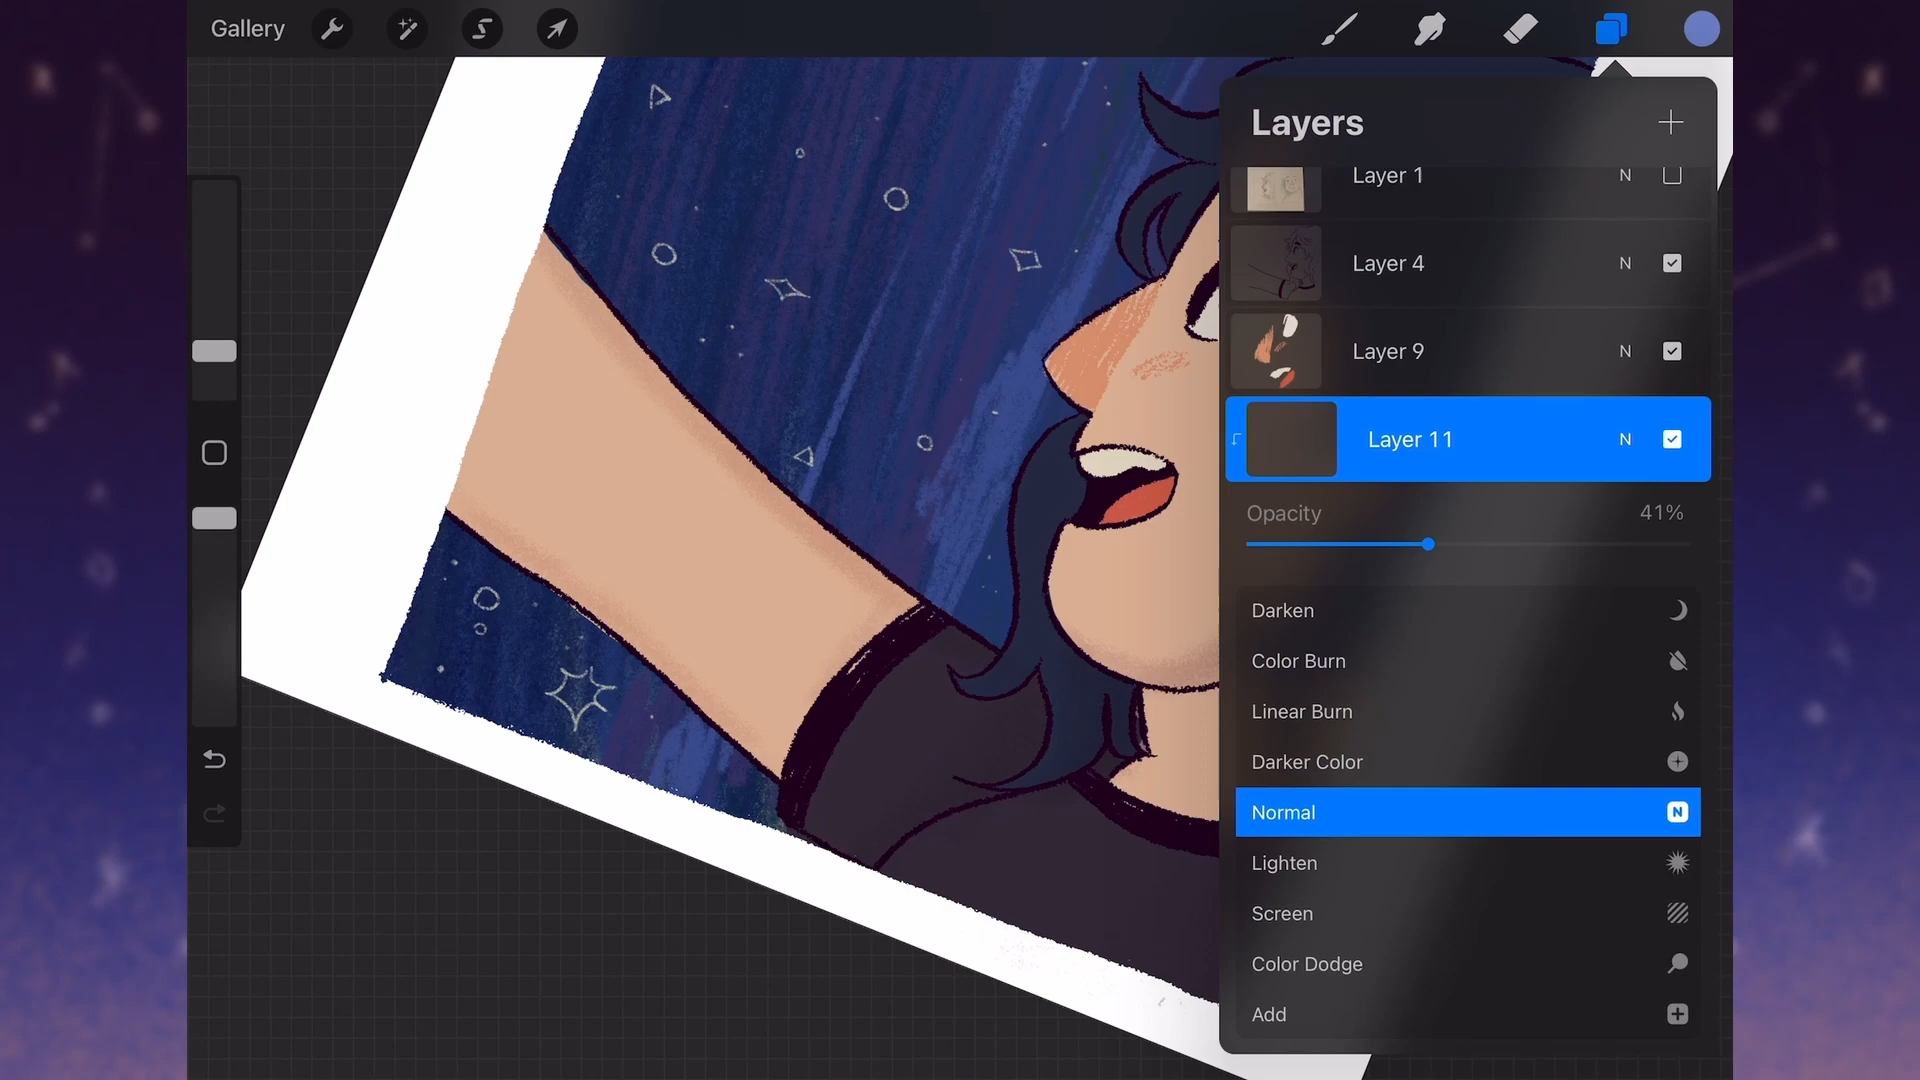 Gallery
Layers
Layer 1 N
Layer 4 N
Layer 9 N
Layer 11 N
Opacity 41%
Darken
Color Burn
Linear Burn
Darker Color
Normal N
Lighten
Screen
Color Dodge
Add